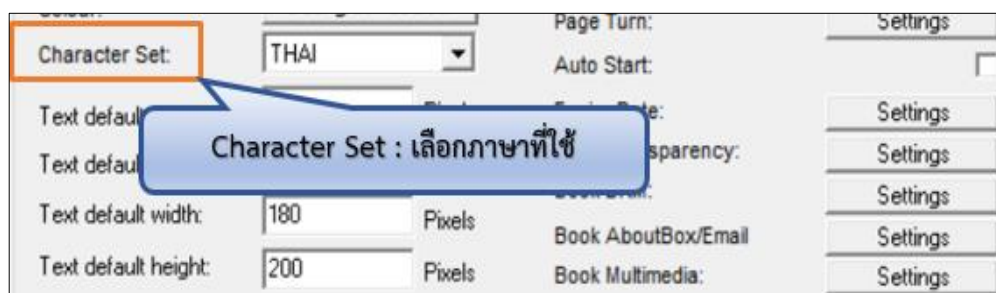 Page Turn: Settings
Character Set: THAI
Auto Start:
Text defaul
Settings
Character Set : เลือกภาษาที่ใช้
Text defau sparency: Settings
Settings
Text default width: 180 Pixels
Book AboutBox/Email Settings
Text default height: 200 Pixels
Book Multimedia: Settings